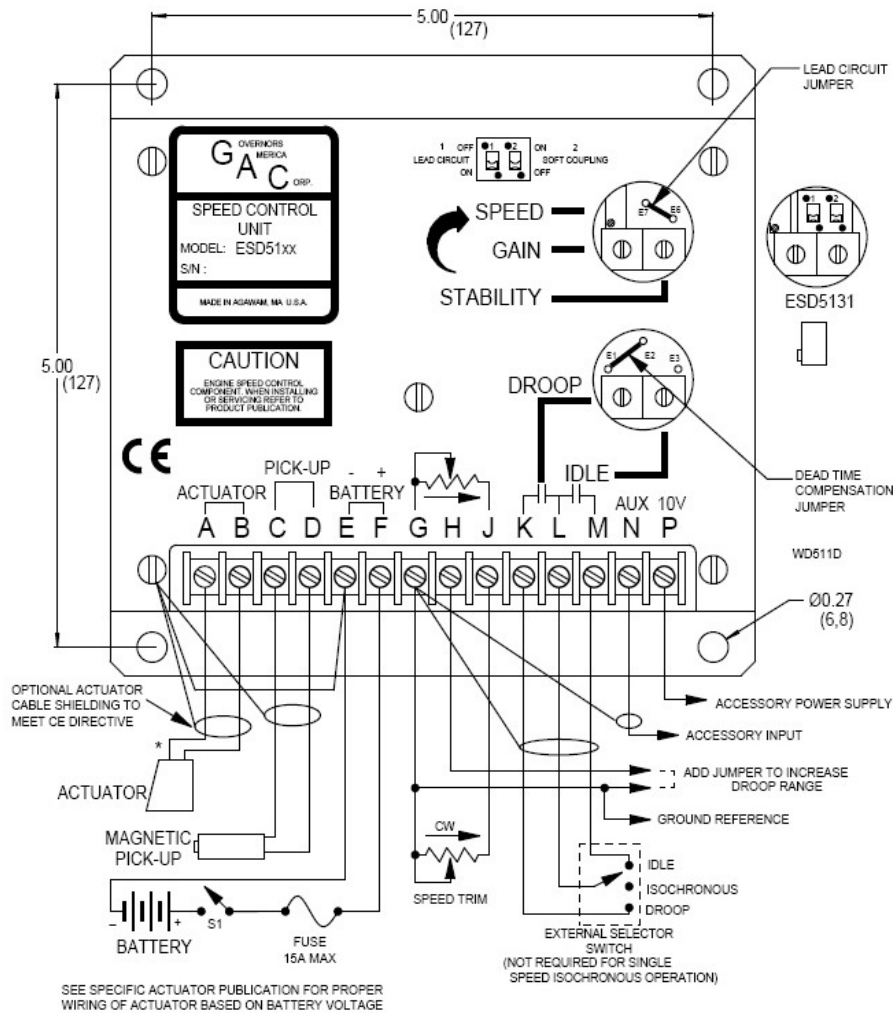 5.00
(127)
LEAD CIRCUIT
JUMPER
GOVERNORS
AMERICA
CORP.
SPEED CONTROL
UNIT
MODEL: ESD51xx
S/N :
MADE IN AGAWAM, MA U.S.A.
1 OFF 1 2 ON 2
LEAD CIRCUIT SOFT COUPLING
ON OFF
SPEED
GAIN
STABILITY
E7 E6
1 2
ESD5131
5.00
(127)
CAUTION
ENGINE SPEED CONTROL
COMPONENT. WHEN INSTALLING
OR SERVICING REFER TO
PRODUCT PUBLICATION.
DROOP
E1 E2 E3
IDLE
DEAD TIME
COMPENSATION
JUMPER
CE
PICK-UP
- +
ACTUATOR BATTERY
AUX 10V
A B C D E F G H J K L M N P
WD511D
Ø0.27
(6,8)
OPTIONAL ACTUATOR
CABLE SHIELDING TO
MEET CE DIRECTIVE
*
ACTUATOR
MAGNETIC
PICK-UP
- +
BATTERY
S1
FUSE
15A MAX
CW
SPEED TRIM
ACCESSORY POWER SUPPLY
ACCESSORY INPUT
ADD JUMPER TO INCREASE
DROOP RANGE
GROUND REFERENCE
IDLE
ISOCHRONOUS
DROOP
EXTERNAL SELECTOR
SWITCH
(NOT REQUIRED FOR SINGLE
SPEED ISOCHRONOUS OPERATION)
SEE SPECIFIC ACTUATOR PUBLICATION FOR PROPER
WIRING OF ACTUATOR BASED ON BATTERY VOLTAGE